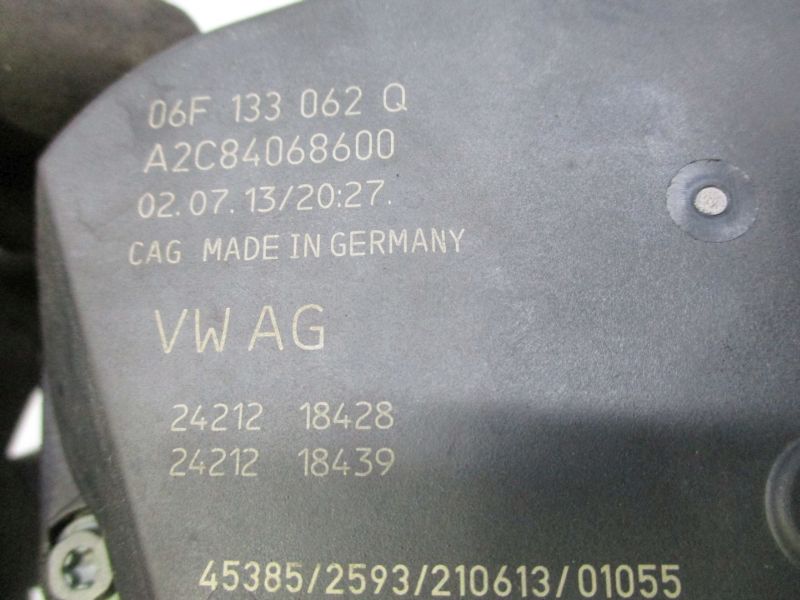 06F 133 062 Q
A2C84068600
02.07.13/20:27.
CAG MADE IN GERMANY
VW AG
24212 18428
24212 18439
45385/2593/210613/01055